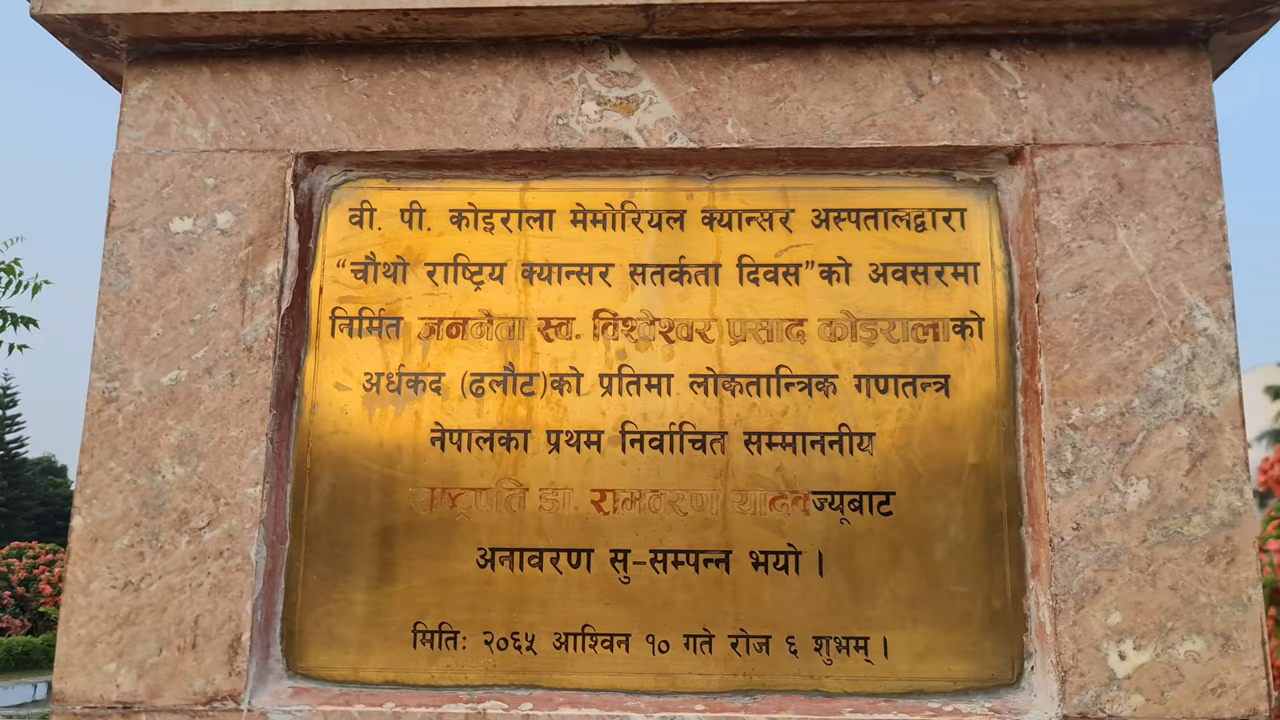 वी. पी. कोइराला मेमोरियल क्यान्सर अस्पतालद्वारा
“चौथो राष्ट्रिय क्यान्सर सतर्कता दिवस”को अवसरमा
निर्मित जननेता स्व. विश्वेश्वर प्रसाद कोइरालाको
अर्धकद (ढलौट)को प्रतिमा लोकतान्त्रिक गणतन्त्र
नेपालका प्रथम निर्वाचित सम्माननीय
राष्ट्रपति डा. रामवरण यादवज्यूबाट
अनावरण सु-सम्पन्न भयो ।
मितिः २०६५ आश्विन १० गते रोज ६ शुभम् ।